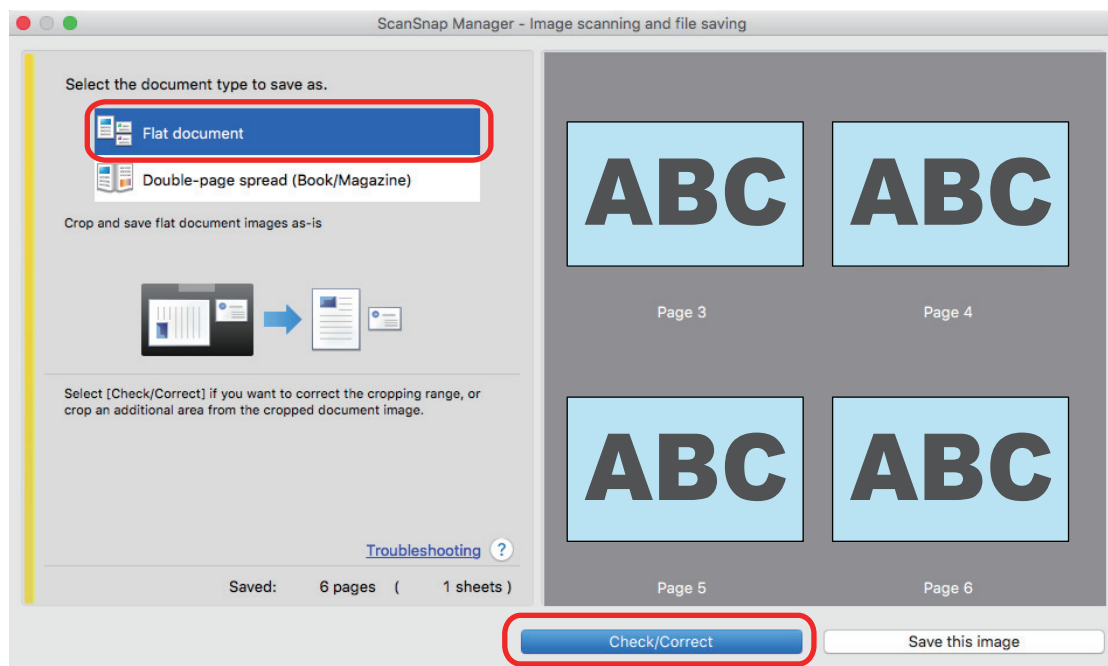 ScanSnap Manager - Image scanning and file saving
Select the document type to save as.
Flat document
Double-page spread (Book/Magazine)
Crop and save flat document images as-is
Select [Check/Correct] if you want to correct the cropping range, or
crop an additional area from the cropped document image.
Troubleshooting ?
Saved: 6 pages ( 1 sheets )
ABC ABC
Page 3 Page 4
ABC ABC
Page 5 Page 6
Check/Correct Save this image